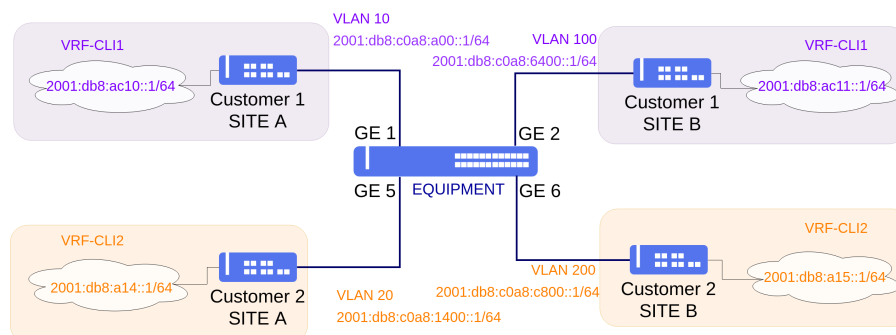 VLAN 10
2001:db8:c0a8:a00::1/64
VLAN 100
2001:db8:c0a8:6400::1/64
VRF-CLI1
2001:db8:ac10::1/64
Customer 1
SITE A
VRF-CLI1
2001:db8:ac11::1/64
Customer 1
SITE B
GE 1
GE 2
GE 5
EQUIPMENT
GE 6
VRF-CLI2
2001:db8:a14::1/64
Customer 2
SITE A
VLAN 20
2001:db8:c0a8:1400::1/64
VLAN 200
2001:db8:c0a8:c800::1/64
VRF-CLI2
2001:db8:a15::1/64
Customer 2
SITE B